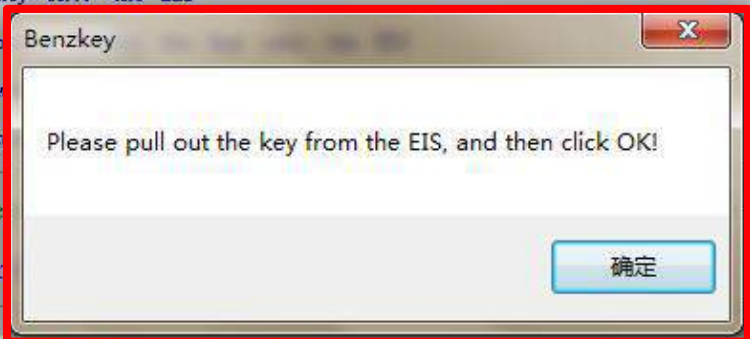 Benzkey
Please pull out the key from the EIS, and then click OK!
确定